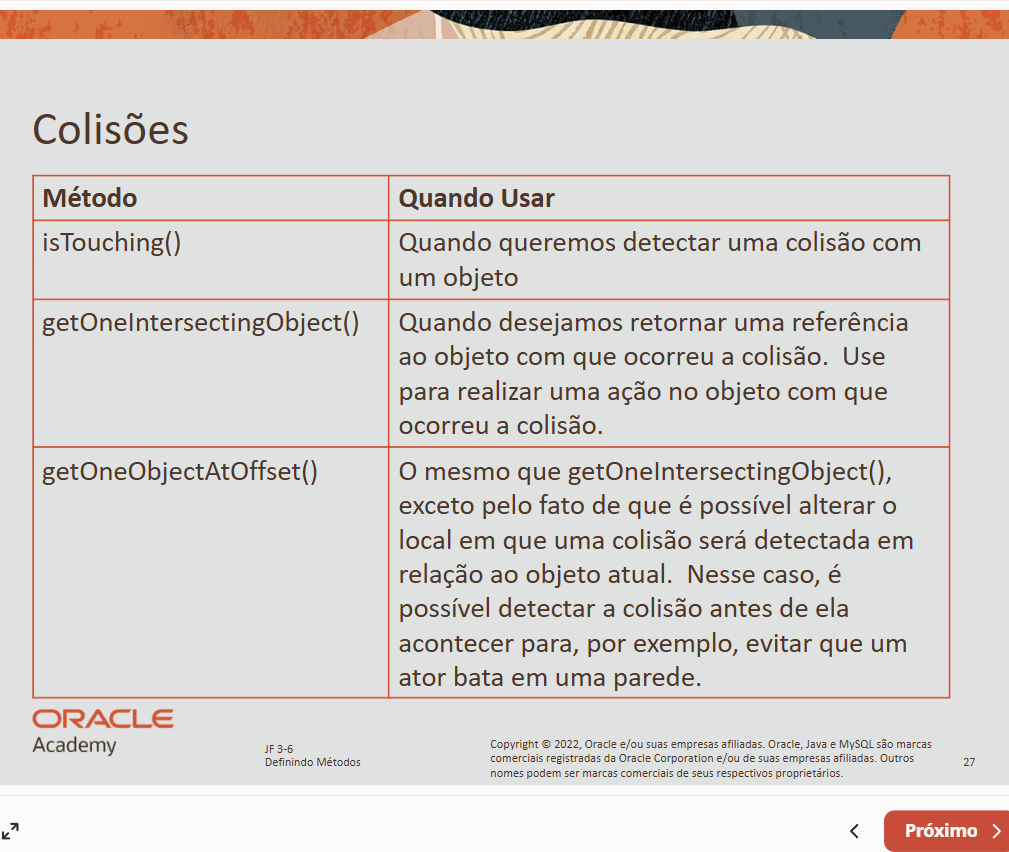 Colisões
Método
Quando Usar
isTouching()
Quando queremos detectar uma colisão com
um objeto
getOneIntersectingObject()
Quando desejamos retornar uma referência
ao objeto com que ocorreu a colisão.  Use
para realizar uma ação no objeto com que
ocorreu a colisão.
getOneObjectAtOffset()
O mesmo que getOneIntersectingObject(),
exceto pelo fato de que é possível alterar o
local em que uma colisão será detectada em
relação ao objeto atual.  Nesse caso, é
possível detectar a colisão antes de ela
acontecer para, por exemplo, evitar que um
ator bata em uma parede.
ORACLE
Academy
JF 3-6
Definindo Métodos
Copyright © 2022, Oracle e/ou suas empresas afiliadas. Oracle, Java e MySQL são marcas
comerciais registradas da Oracle Corporation e/ou de suas empresas afiliadas. Outros
nomes podem ser marcas comerciais de seus respectivos proprietários.
27
Próximo